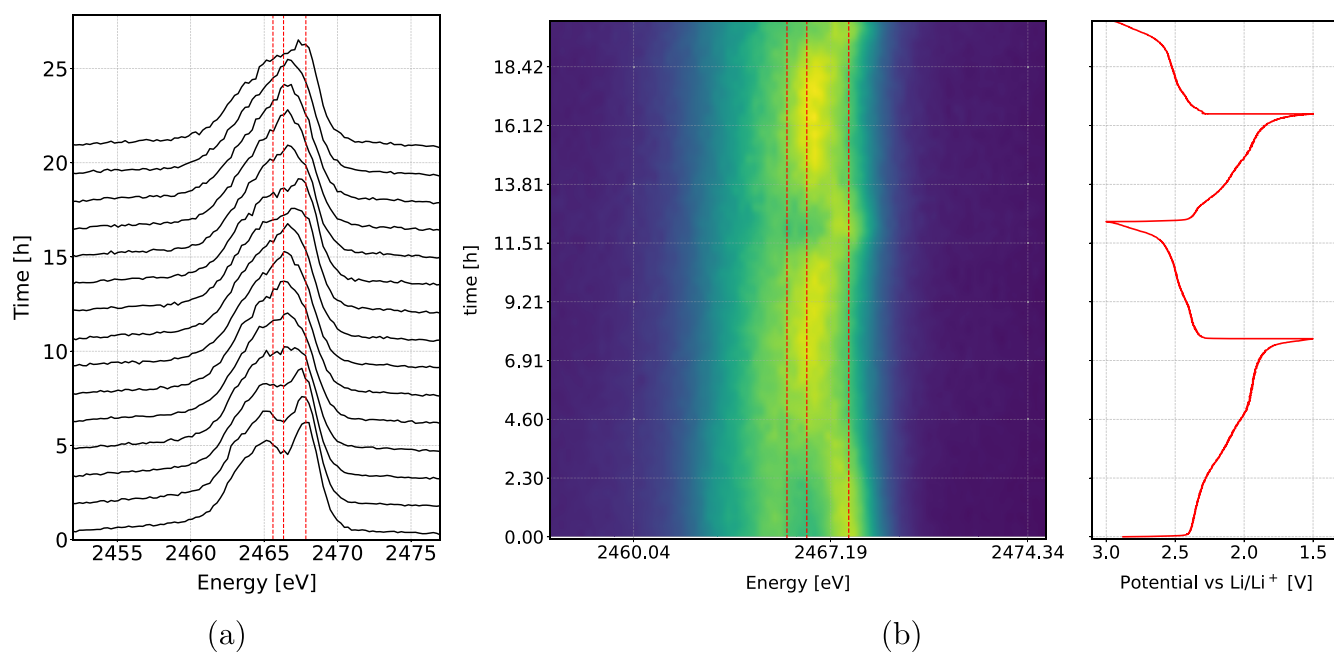 25
20
15
10
5
0
Time [h]
2455 2460 2465 2470 2475
Energy [eV]
(a)
18.42
16.12
13.81
11.51
9.21
6.91
4.60
2.30
0.00
time [h]
2460.04 2467.19 2474.34
Energy [eV]
3.0 2.5 2.0 1.5
Potential vs Li/Li⁺ [V]
(b)